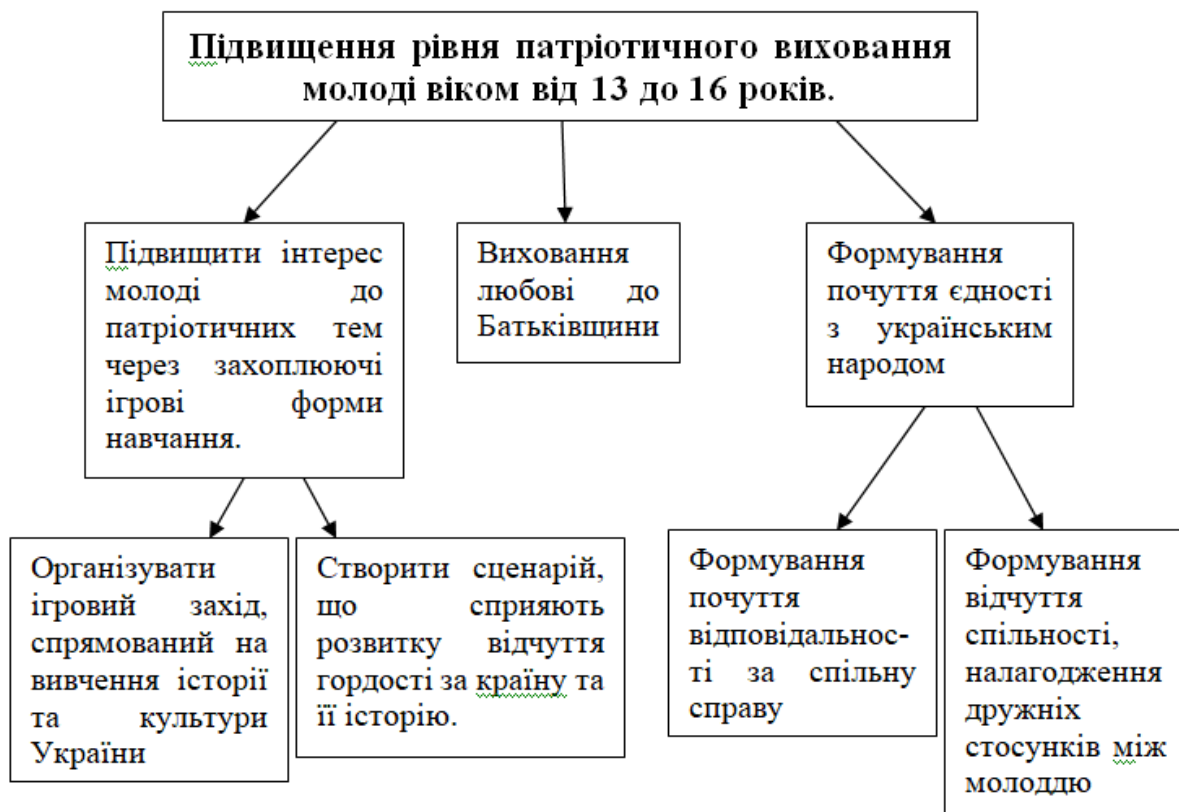 Підвищення рівня патріотичного виховання
молоді віком від 13 до 16 років.
Підвищити інтерес
молоді до
патріотичних тем
через захоплюючі
ігрові форми
навчання.
Виховання
любові до
Батьківщини
Формування
почуття єдності
з українським
народом
Організувати
ігровий захід,
спрямований на
вивчення історії
та культури
України
Створити сценарій,
що сприяють
розвитку відчуття
гордості за країну та
її історію.
Формування
почуття
відповідальнос-
ті за спільну
справу
Формування
відчуття
спільності,
налагодження
дружніх
стосунків між
молоддю